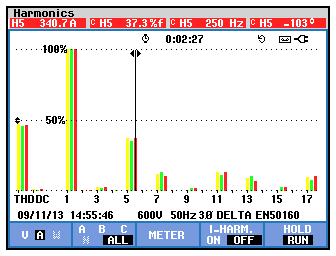 Harmonics
H5 340.7A C H5 37.3%f C H5 250 Hz C H5 -103°
0:02:27
100%
50%
THDDC 1 3 5 7 9 11 13 15 17
09/11/13 14:55:46 600V 50Hz 3Ø DELTA EN50160
V A W A B C N ALL METER I-HARM. ON OFF HOLD RUN